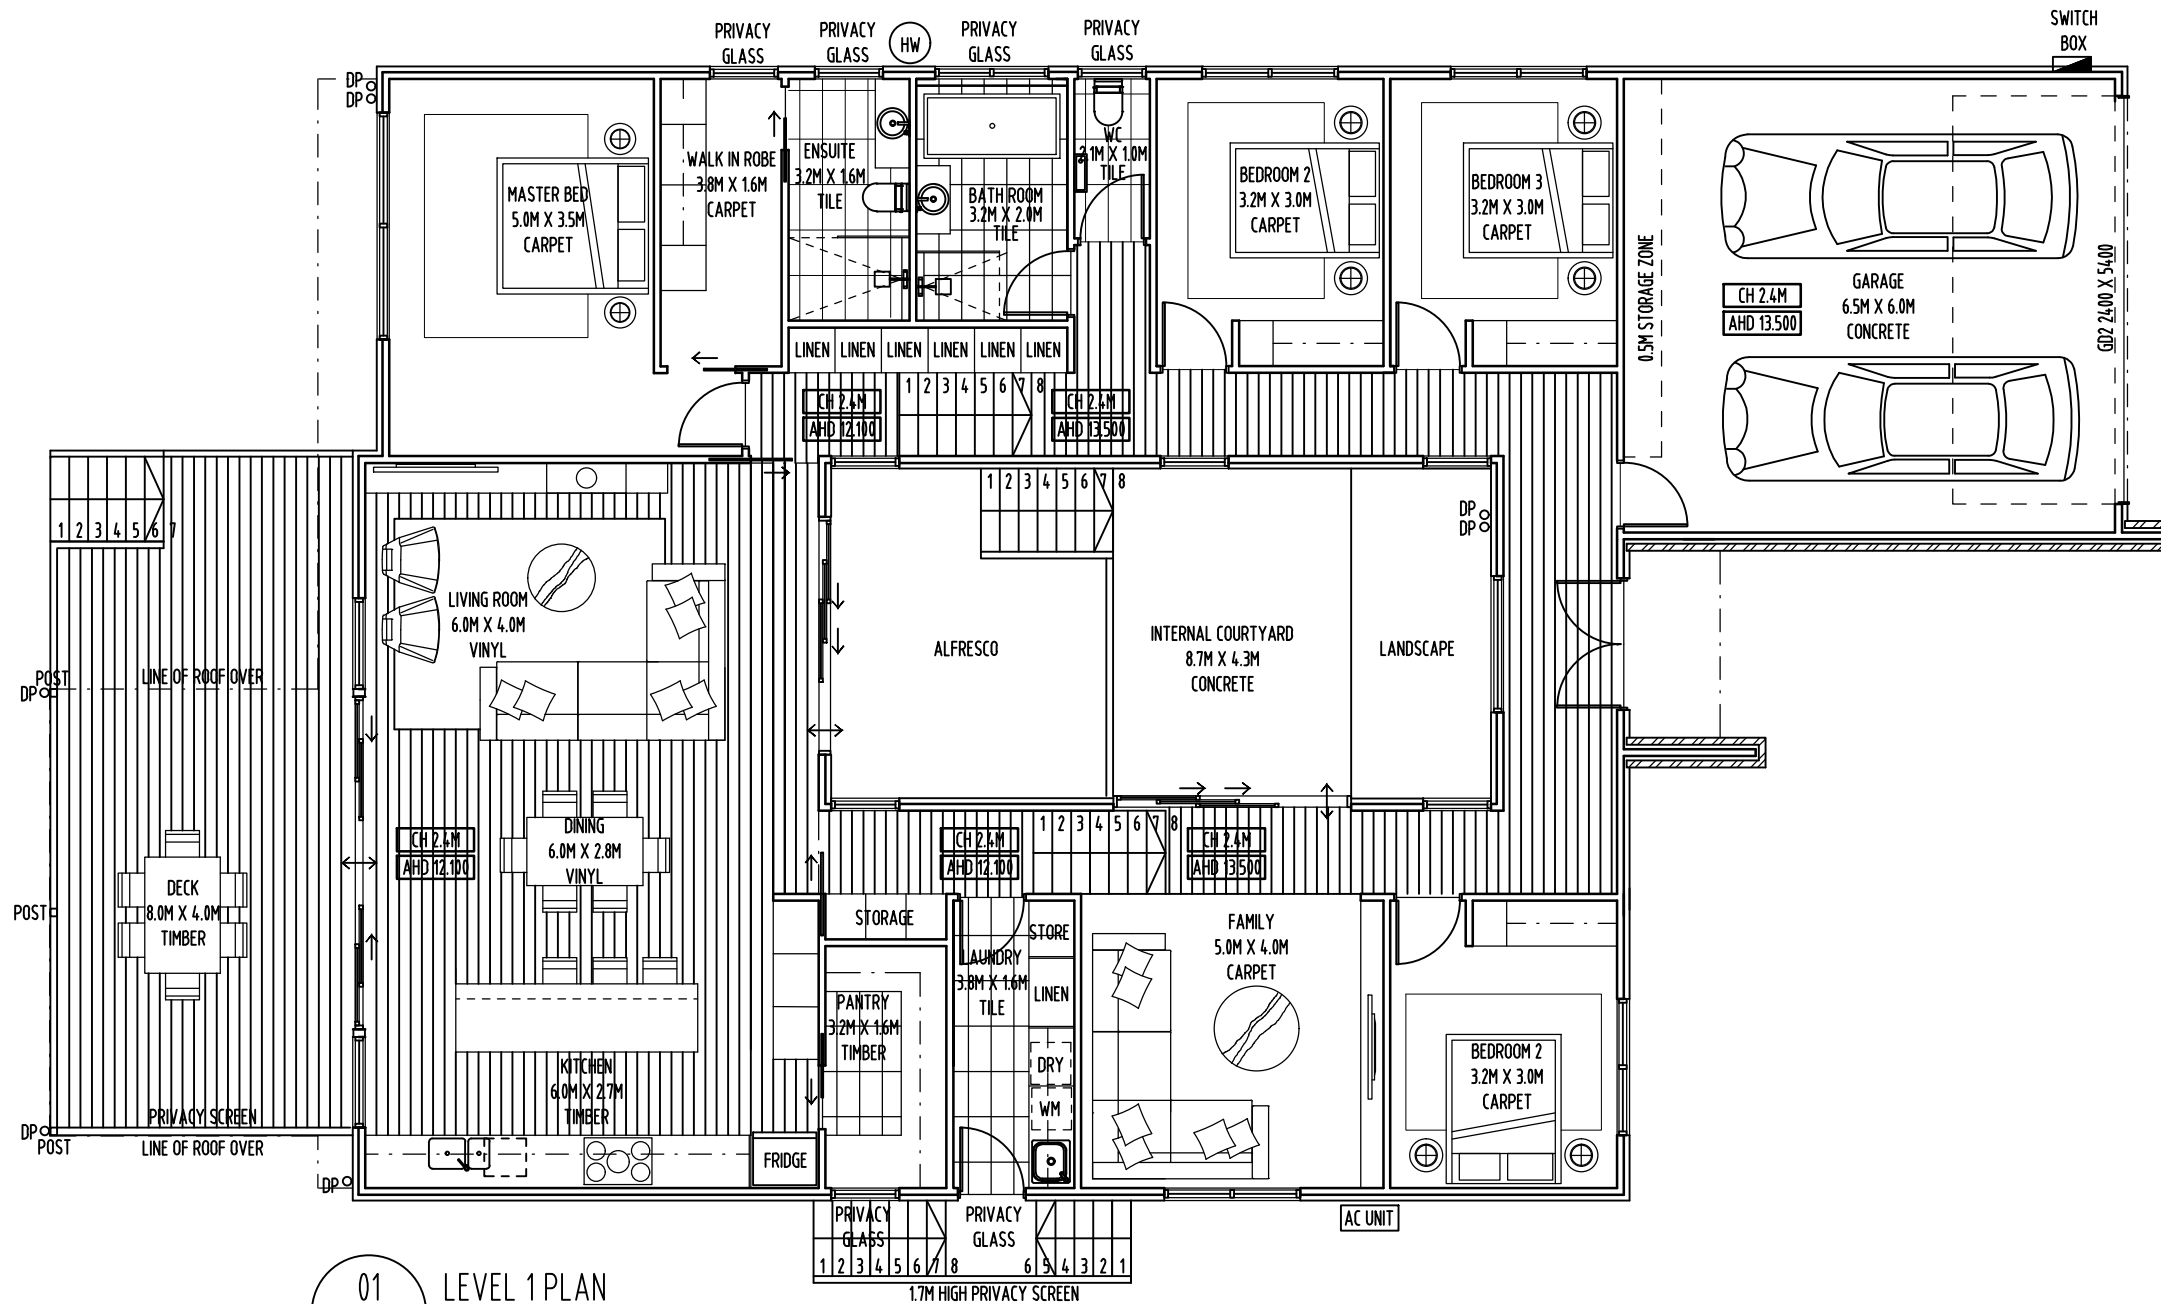 SWITCH
BOX
PRIVACY
GLASS
PRIVACY
GLASS
HW
PRIVACY
GLASS
PRIVACY
GLASS
DP
DP
MASTER BED
5.0M X 3.5M
CARPET
WALK IN ROBE
3.8M X 1.6M
CARPET
ENSUITE
3.2M X 1.6M
TILE
BATH ROOM
3.2M X 2.0M
TILE
WC
2.1M X 1.0M
TILE
BEDROOM 2
3.2M X 3.0M
CARPET
BEDROOM 3
3.2M X 3.0M
CARPET
0.5M STORAGE ZONE
CH 2.4M
AHD 13.500
GARAGE
6.5M X 6.0M
CONCRETE
GD2 2400 X 5400
LINEN
LINEN
LINEN
LINEN
LINEN
LINEN
1 2 3 4 5 6 7 8
CH 2.4M
AHD 12.100
CH 2.4M
AHD 13.500
1 2 3 4 5 6 7
1 2 3 4 5 6 7 8
DP
DP
LIVING ROOM
6.0M X 4.0M
VINYL
ALFRESCO
INTERNAL COURTYARD
8.7M X 4.3M
CONCRETE
LANDSCAPE
LINE OF ROOF OVER
POST
DP
CH 2.4M
AHD 12.100
DINING
6.0M X 2.8M
VINYL
CH 2.4M
AHD 12.100
1 2 3 4 5 6 7 8
CH 2.4M
AHD 13.500
DECK
8.0M X 4.0M
TIMBER
POST
STORAGE
STORE
LAUNDRY
3.8M X 1.6M
TILE
LINEN
DRY
WM
FAMILY
5.0M X 4.0M
CARPET
PANTRY
3.2M X 1.6M
TIMBER
KITCHEN
6.0M X 2.7M
TIMBER
BEDROOM 2
3.2M X 3.0M
CARPET
PRIVACY SCREEN
DP
POST
LINE OF ROOF OVER
FRIDGE
DP
PRIVACY
GLASS
PRIVACY
GLASS
AC UNIT
1 2 3 4 5 6 7 8
6 5 4 3 2 1
1.7M HIGH PRIVACY SCREEN
01
LEVEL 1 PLAN